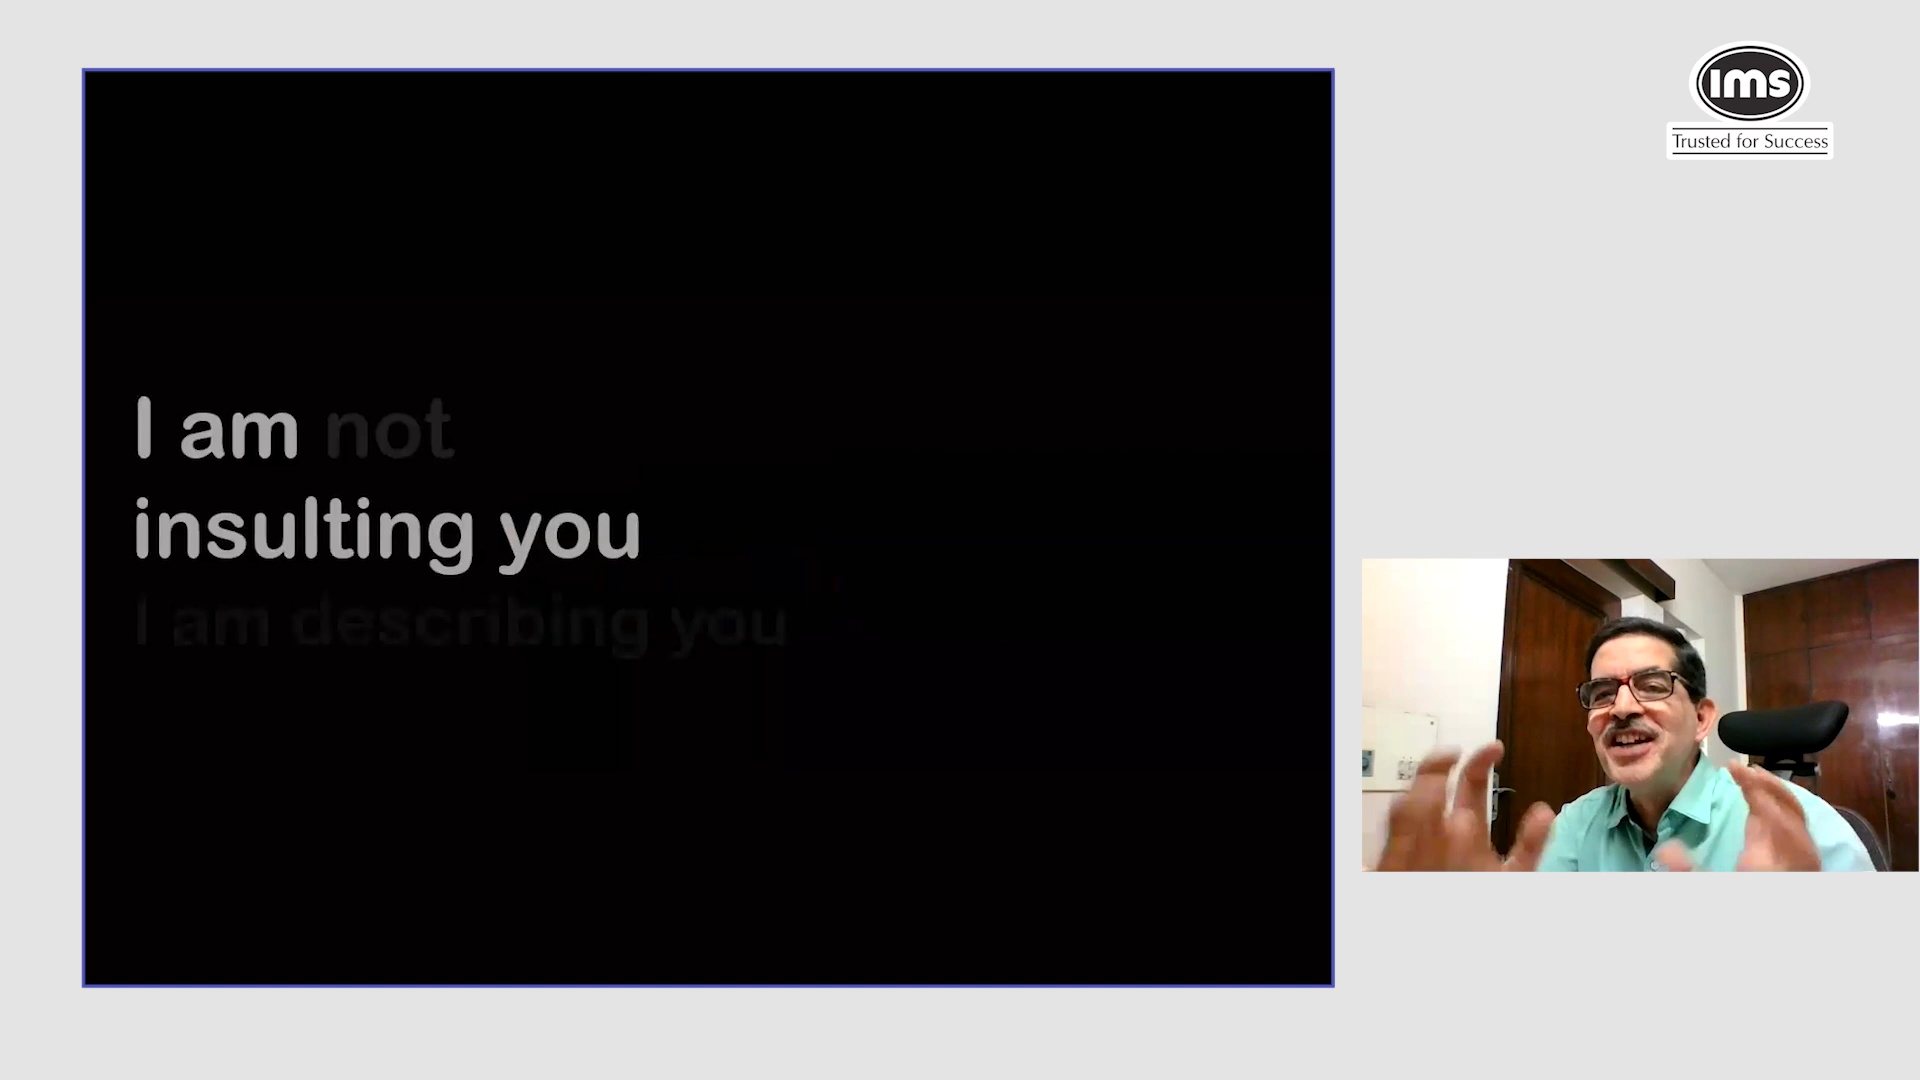 ims
Trusted for Success
I am not
insulting you
I am describing you